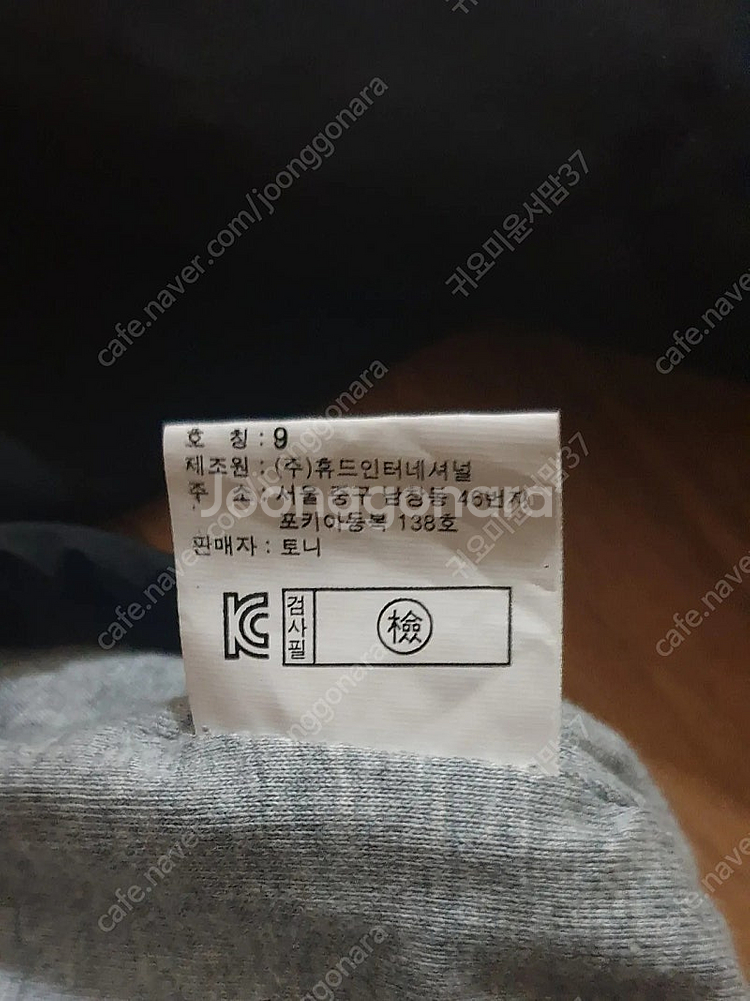 호 칭 : 9
제조원 : (주)휴드인터네셔널
주 소 : 서울 중구 남창동 46번지
포키아동복 138호
판매자 : 토니
KC
검사필
檢
Joonggonara
cafe.naver.com/joonggonara
귀요미윤서맘37